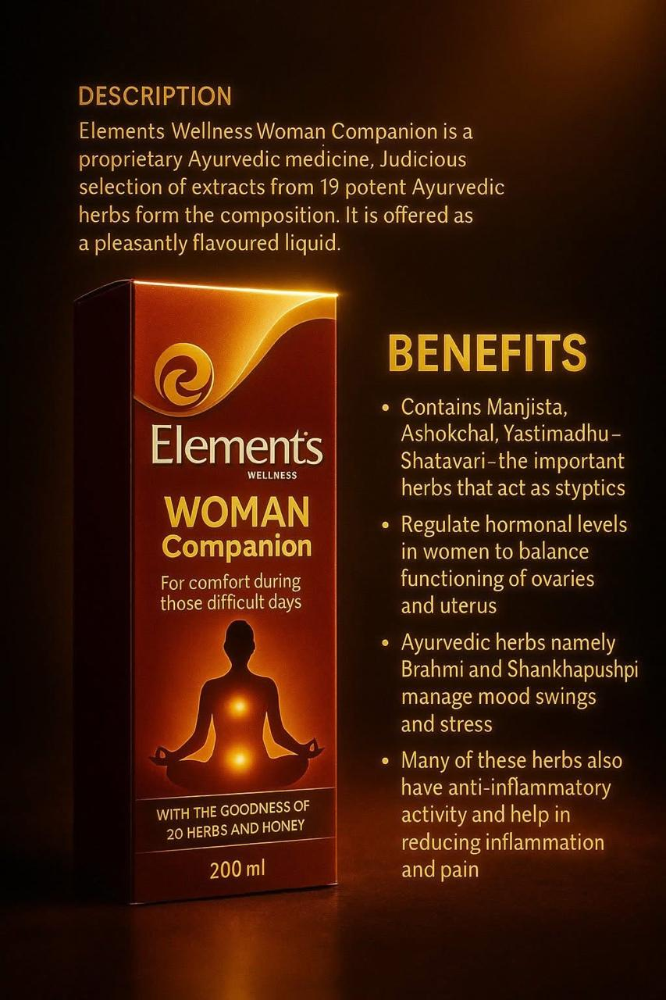 DESCRIPTION
Elements Wellness Woman Companion is a
proprietary Ayurvedic medicine, Judicious
selection of extracts from 19 potent Ayurvedic
herbs form the composition. It is offered as
a pleasantly flavoured liquid.
Elements
WELLNESS
WOMAN
Companion
For comfort during
those difficult days
WITH THE GOODNESS OF
20 HERBS AND HONEY
200 ml
BENEFITS
• Contains Manjista,
Ashokchal, Yastimadhu–
Shatavari–the important
herbs that act as styptics
• Regulate hormonal levels
in women to balance
functioning of ovaries
and uterus
• Ayurvedic herbs namely
Brahmi and Shankhapushpi
manage mood swings
and stress
• Many of these herbs also
have anti-inflammatory
activity and help in
reducing inflammation
and pain